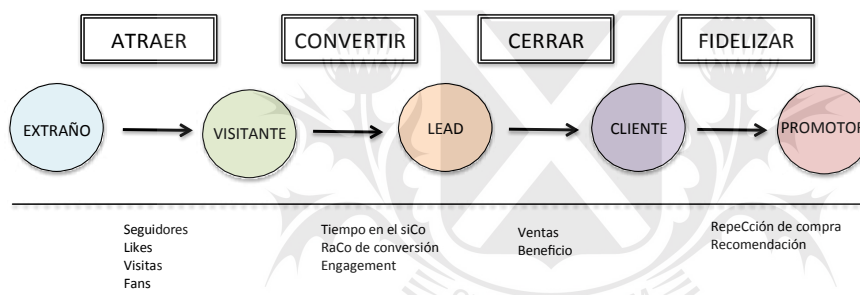 ATRAER
CONVERTIR
CERRAR
FIDELIZAR
EXTRAÑO
VISITANTE
LEAD
CLIENTE
PROMOTOR
Seguidores
Likes
Visitas
Fans
Tiempo en el siCo
RaCo de conversión
Engagement
Ventas
Beneficio
RepeCción de compra
Recomendación